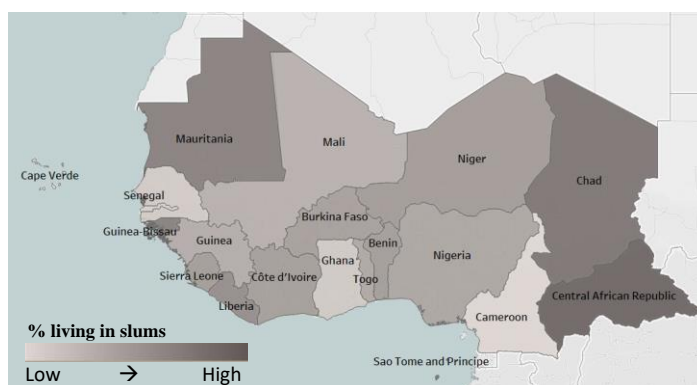 Mauritania
Mali
Niger
Chad
Cape Verde
Sénégal
Guinea-Bissau
Guinea
Burkina Faso
Benin
Ghana
Togo
Nigeria
Sierra Leone
Côte d'Ivoire
Liberia
Cameroon
Central African Republic
Sao Tome and Principe
% living in slums
Low → High